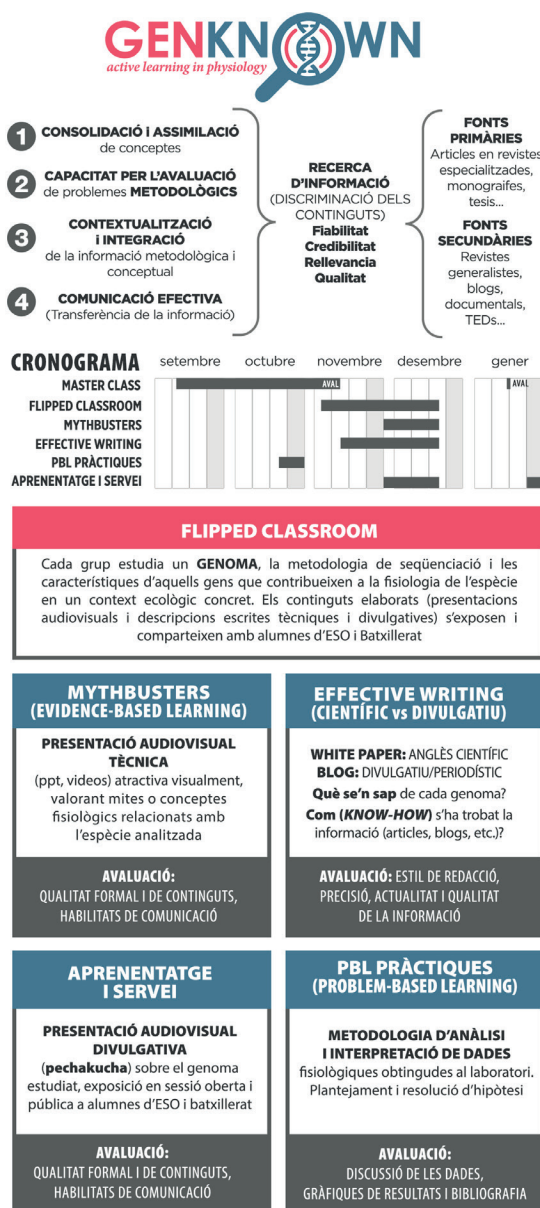 GENKNOWN
active learning in physiology
1 CONSOLIDACIÓ i ASSIMILACIÓ
de conceptes
2 CAPACITAT PER L'AVALUACIÓ
de problemes METODOLÒGICS
3 CONTEXTUALITZACIÓ
i INTEGRACIÓ
de la informació metodològica i
conceptual
4 COMUNICACIÓ EFECTIVA
(Transferència de la informació)
RECERCA
D'INFORMACIÓ
(DISCRIMINACIÓ DELS
CONTINGUTS)
Fiabilitat
Credibilitat
Rellevancia
Qualitat
FONTS
PRIMÀRIES
Articles en revistes
especialitzades,
monograifes,
tesis...
FONTS
SECUNDÀRIES
Revistes
generalistes,
blogs,
documentals,
TEDs...
CRONOGRAMA setembre octubre novembre desembre gener
MASTER CLASS AVAL AVAL
FLIPPED CLASSROOM
MYTHBUSTERS
EFFECTIVE WRITING
PBL PRÀCTIQUES
APRENENTATGE I SERVEI
FLIPPED CLASSROOM
Cada grup estudia un GENOMA, la metodologia de seqüenciació i les
característiques d'aquells gens que contribueixen a la fisiologia de l'espècie
en un context ecològic concret. Els continguts elaborats (presentacions
audiovisuals i descripcions escrites tècniques i divulgatives) s'exposen i
comparteixen amb alumnes d'ESO i Batxillerat
MYTHBUSTERS
(EVIDENCE-BASED LEARNING)
PRESENTACIÓ AUDIOVISUAL
TÈCNICA
(ppt, videos) atractiva visualment,
valorant mites o conceptes
fisiològics relacionats amb
l'espècie analitzada
AVALUACIÓ:
QUALITAT FORMAL I DE CONTINGUTS,
HABILITATS DE COMUNICACIÓ
EFFECTIVE WRITING
(CIENTÍFIC vs DIVULGATIU)
WHITE PAPER: ANGLÈS CIENTÍFIC
BLOG: DIVULGATIU/PERIODÍSTIC
Què se'n sap de cada genoma?
Com (KNOW-HOW) s'ha trobat la
informació (articles, blogs, etc.)?
AVALUACIÓ: ESTIL DE REDACCIÓ,
PRECISIÓ, ACTUALITAT I QUALITAT
DE LA INFORMACIÓ
APRENENTATGE
I SERVEI
PRESENTACIÓ AUDIOVISUAL
DIVULGATIVA
(pechakucha) sobre el genoma
estudiat, exposició en sessió oberta i
pública a alumnes d'ESO i batxillerat
AVALUACIÓ:
QUALITAT FORMAL I DE CONTINGUTS,
HABILITATS DE COMUNICACIÓ
PBL PRÀCTIQUES
(PROBLEM-BASED LEARNING)
METODOLOGIA D'ANÀLISI
I INTERPRETACIÓ DE DADES
fisiològiques obtingudes al laboratori.
Plantejament i resolució d'hipòtesi
AVALUACIÓ:
DISCUSSIÓ DE LES DADES,
GRÀFIQUES DE RESULTATS I BIBLIOGRAFIA